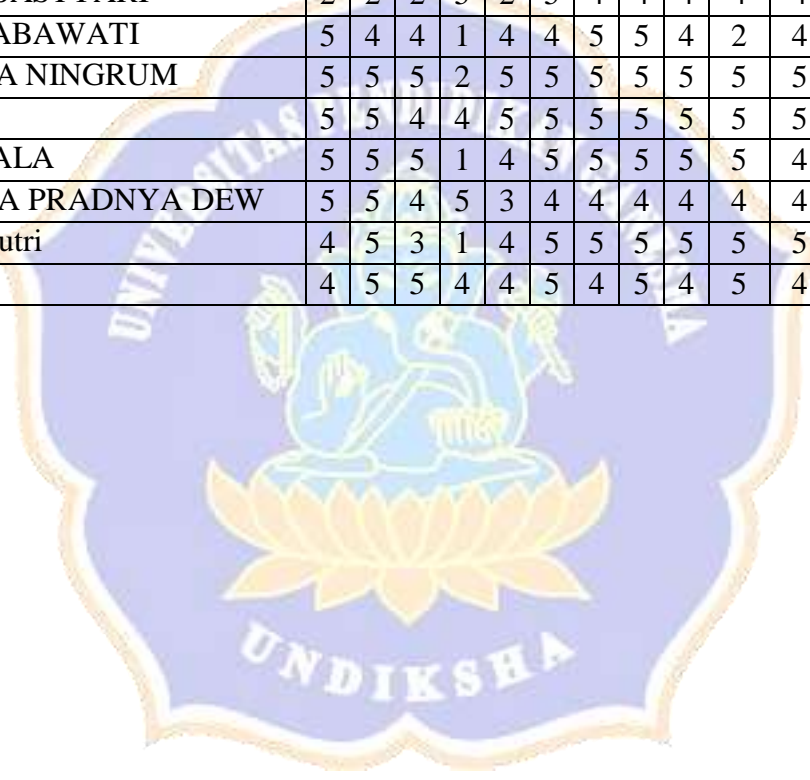 ABAWATI 5 4 4 1 4 4 5 5 4 2 4
A NINGRUM 5 5 5 2 5 5 5 5 5 5 5
5 5 4 4 5 5 5 5 5 5 5
ALA 5 5 5 1 4 5 5 5 5 5 4
A PRADNYA DEW 5 5 4 5 3 4 4 4 4 4 4
utri 4 5 3 1 4 5 5 5 5 5 5
4 5 5 4 4 5 4 5 4 5 4
UNIVERSITAS PENDIDIKAN GANESHA
UNDIKSHA